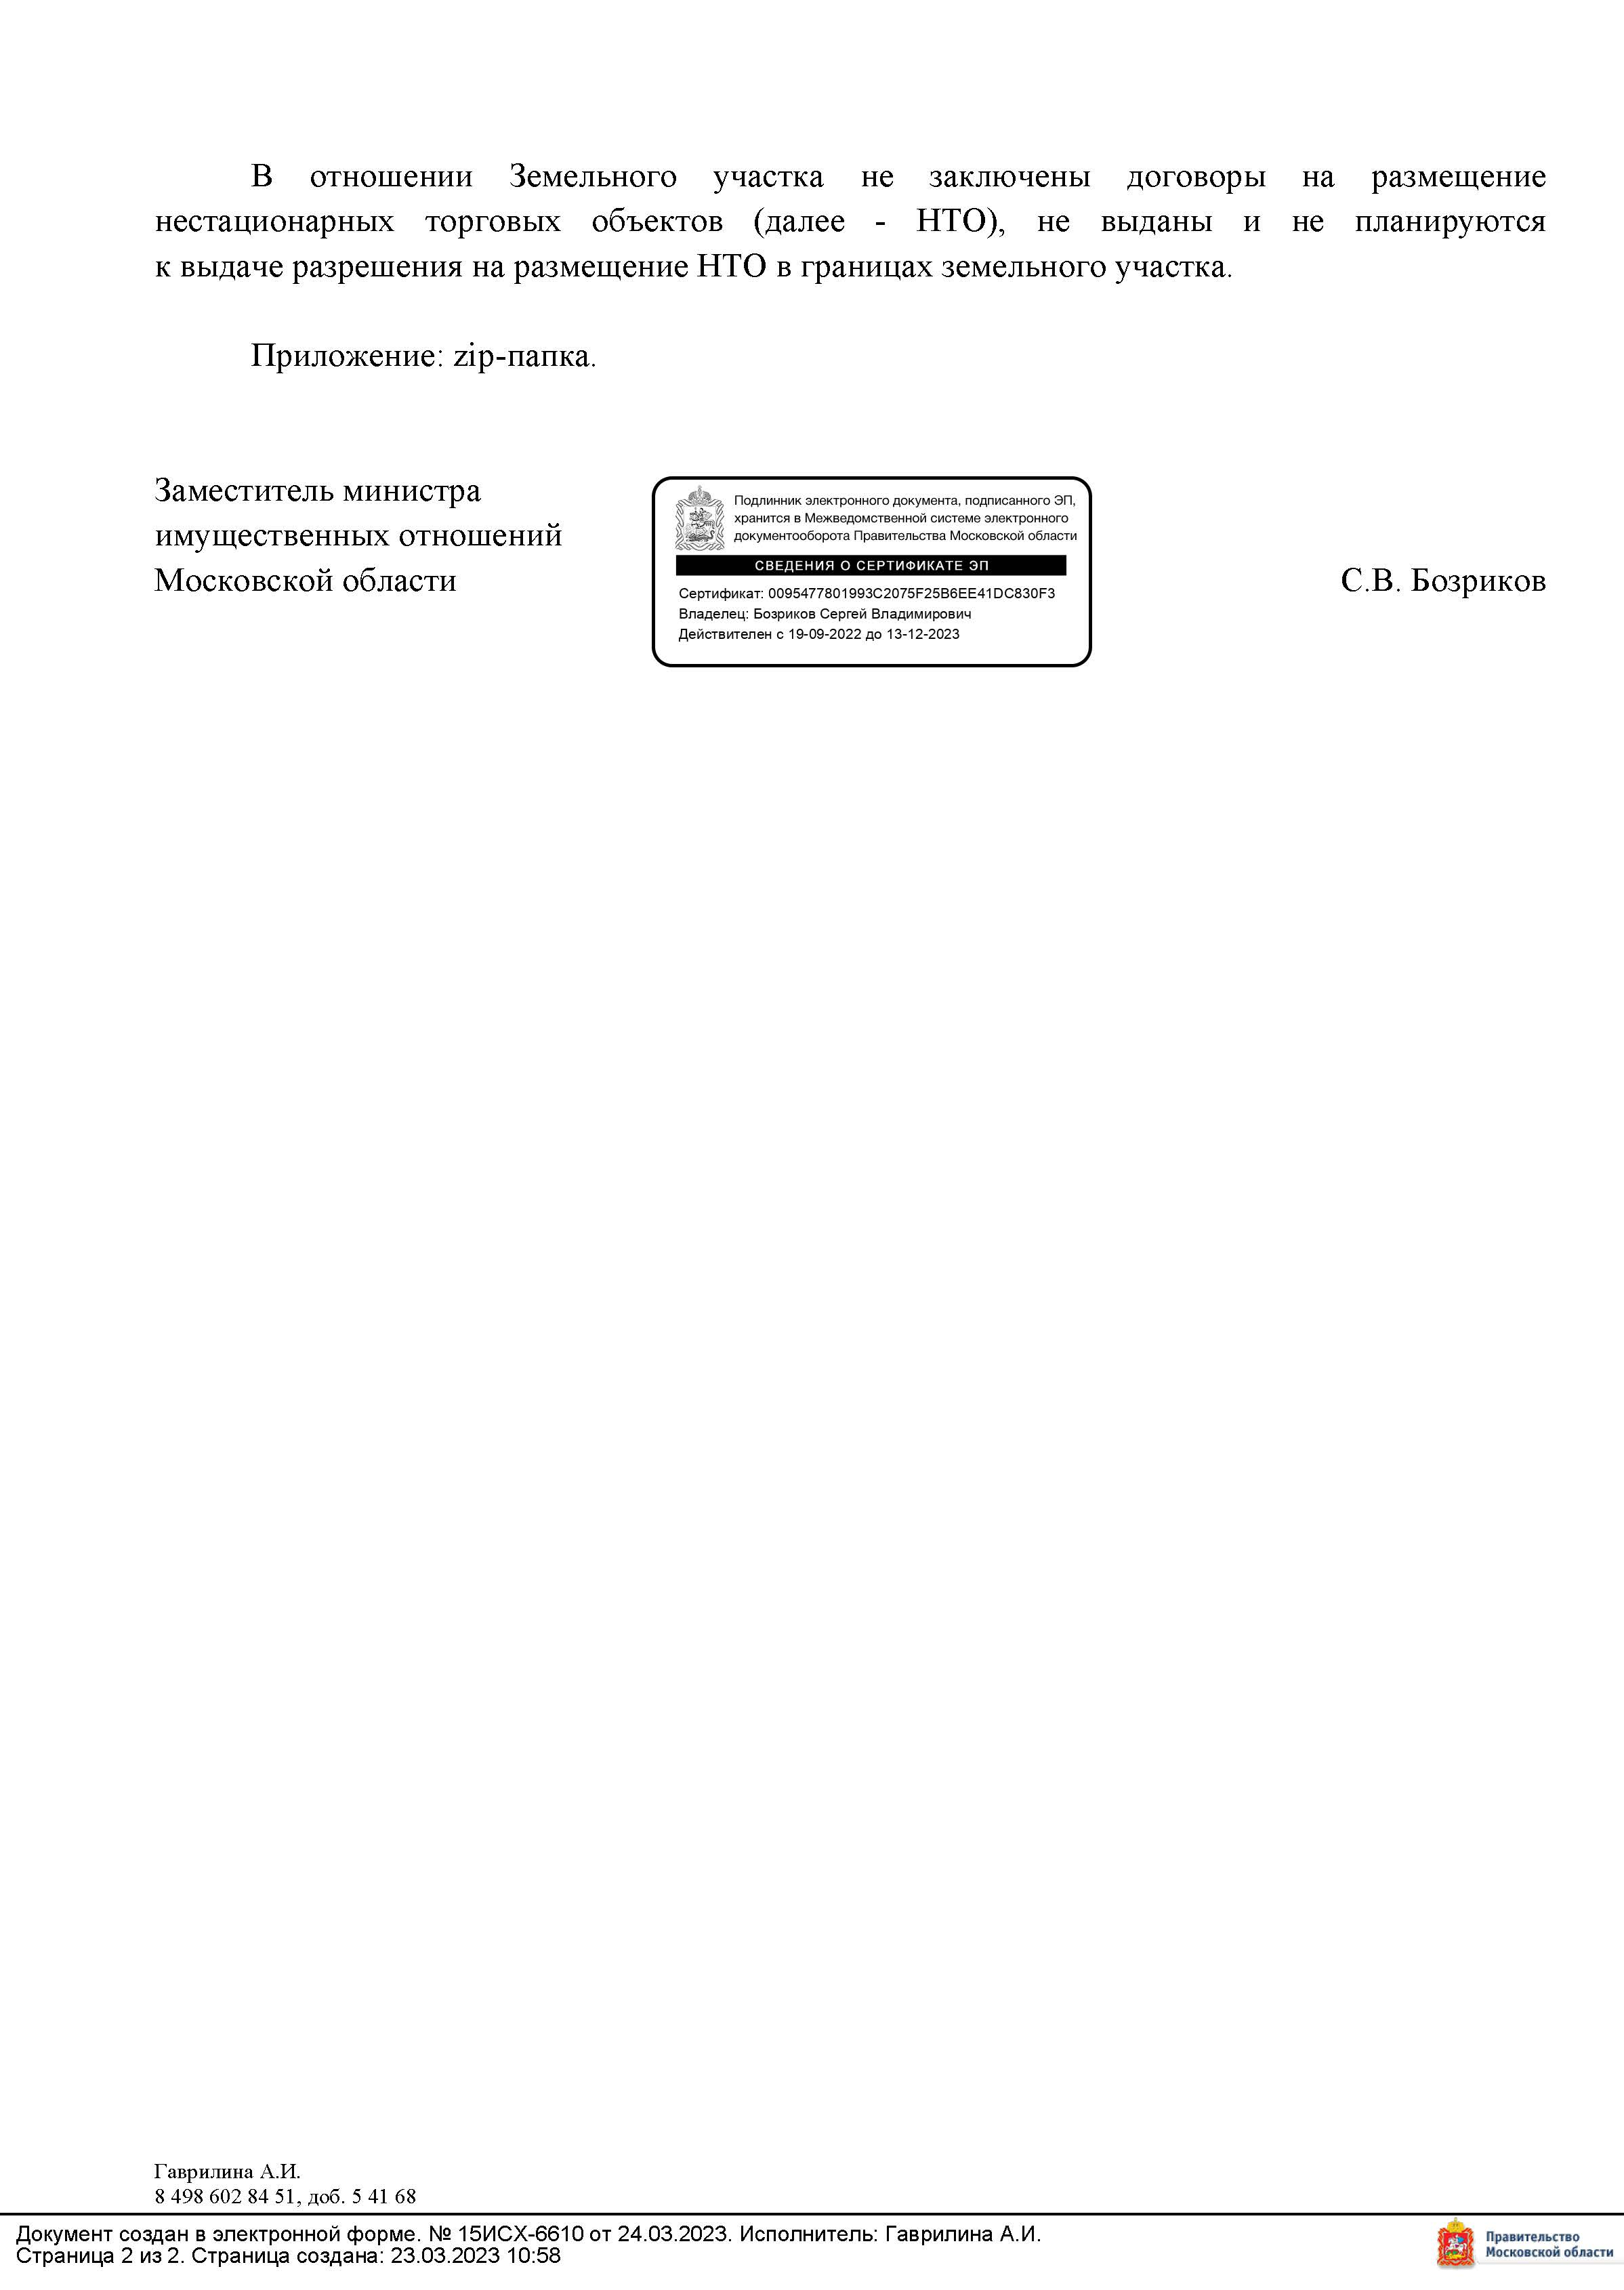 В отношении Земельного участка не заключены договоры на размещение
нестационарных торговых объектов (далее - НТО), не выданы и не планируются
к выдаче разрешения на размещение НТО в границах земельного участка.
Приложение: zip-папка.
Заместитель министра
имущественных отношений
Московской области
Подлинник электронного документа, подписанного ЭП,
хранится в Межведомственной системе электронного
документооборота Правительства Московской области
СВЕДЕНИЯ О СЕРТИФИКАТЕ ЭП
Сертификат: 0095477801993C2075F25B6EE41DC830F3
Владелец: Бозриков Сергей Владимирович
Действителен с 19-09-2022 до 13-12-2023
С.В. Бозриков
Гаврилина А.И.
8 498 602 84 51, доб. 5 41 68
Документ создан в электронной форме. № 15ИСХ-6610 от 24.03.2023. Исполнитель: Гаврилина А.И.
Страница 2 из 2. Страница создана: 23.03.2023 10:58
Правительство
Московской области